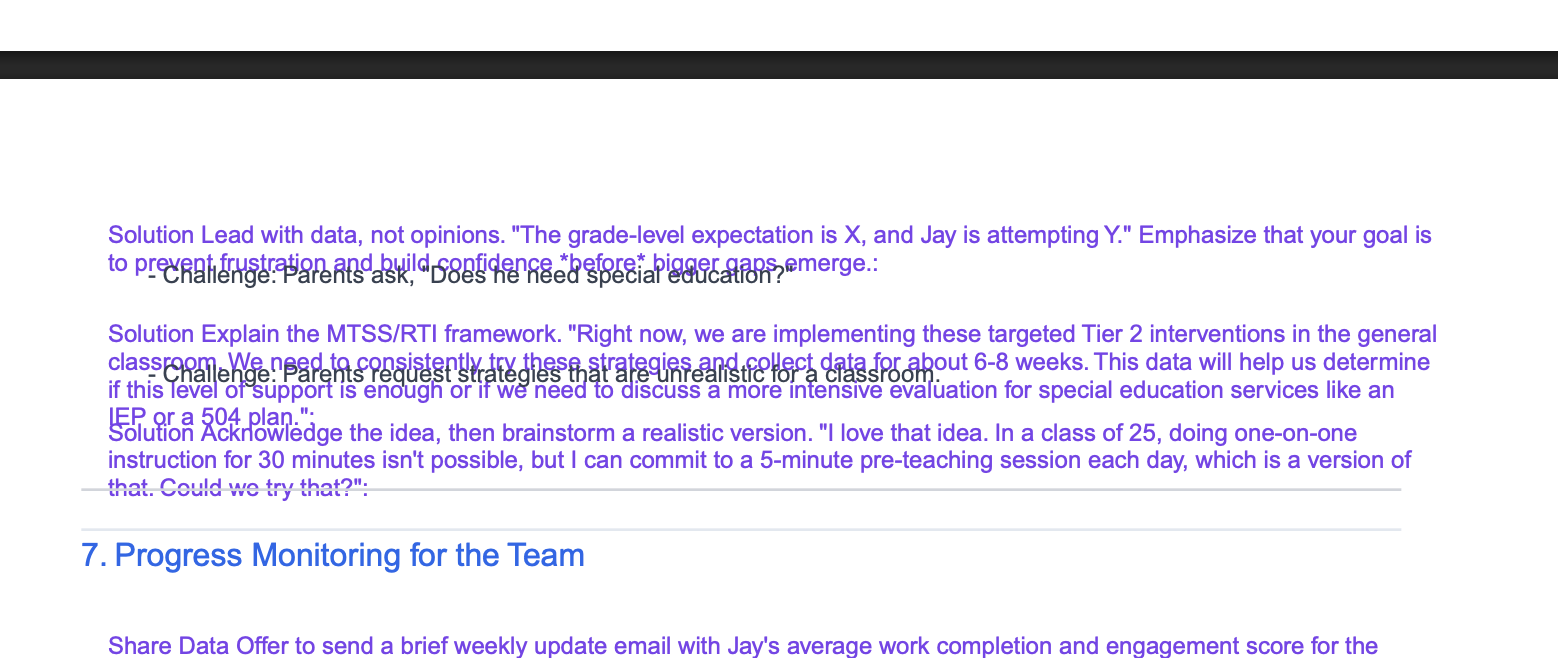 Solution Lead with data, not opinions. "The grade-level expectation is X, and Jay is attempting Y." Emphasize that your goal is
to prevent frustration and build confidence *before* bigger gaps emerge.:
- Challenge: Parents ask, "Does he need special education?"
Solution Explain the MTSS/RTI framework. "Right now, we are implementing these targeted Tier 2 interventions in the general
classroom. We need to consistently try these strategies and collect data for about 6-8 weeks. This data will help us determine
- Challenge: Parents request strategies that are unrealistic for a classroom.
if this level of support is enough or if we need to discuss a more intensive evaluation for special education services like an
IEP or a 504 plan.":
Solution Acknowledge the idea, then brainstorm a realistic version. "I love that idea. In a class of 25, doing one-on-one
instruction for 30 minutes isn't possible, but I can commit to a 5-minute pre-teaching session each day, which is a version of
that. Could we try that?":
7. Progress Monitoring for the Team
Share Data Offer to send a brief weekly update email with Jay's average work completion and engagement score for the